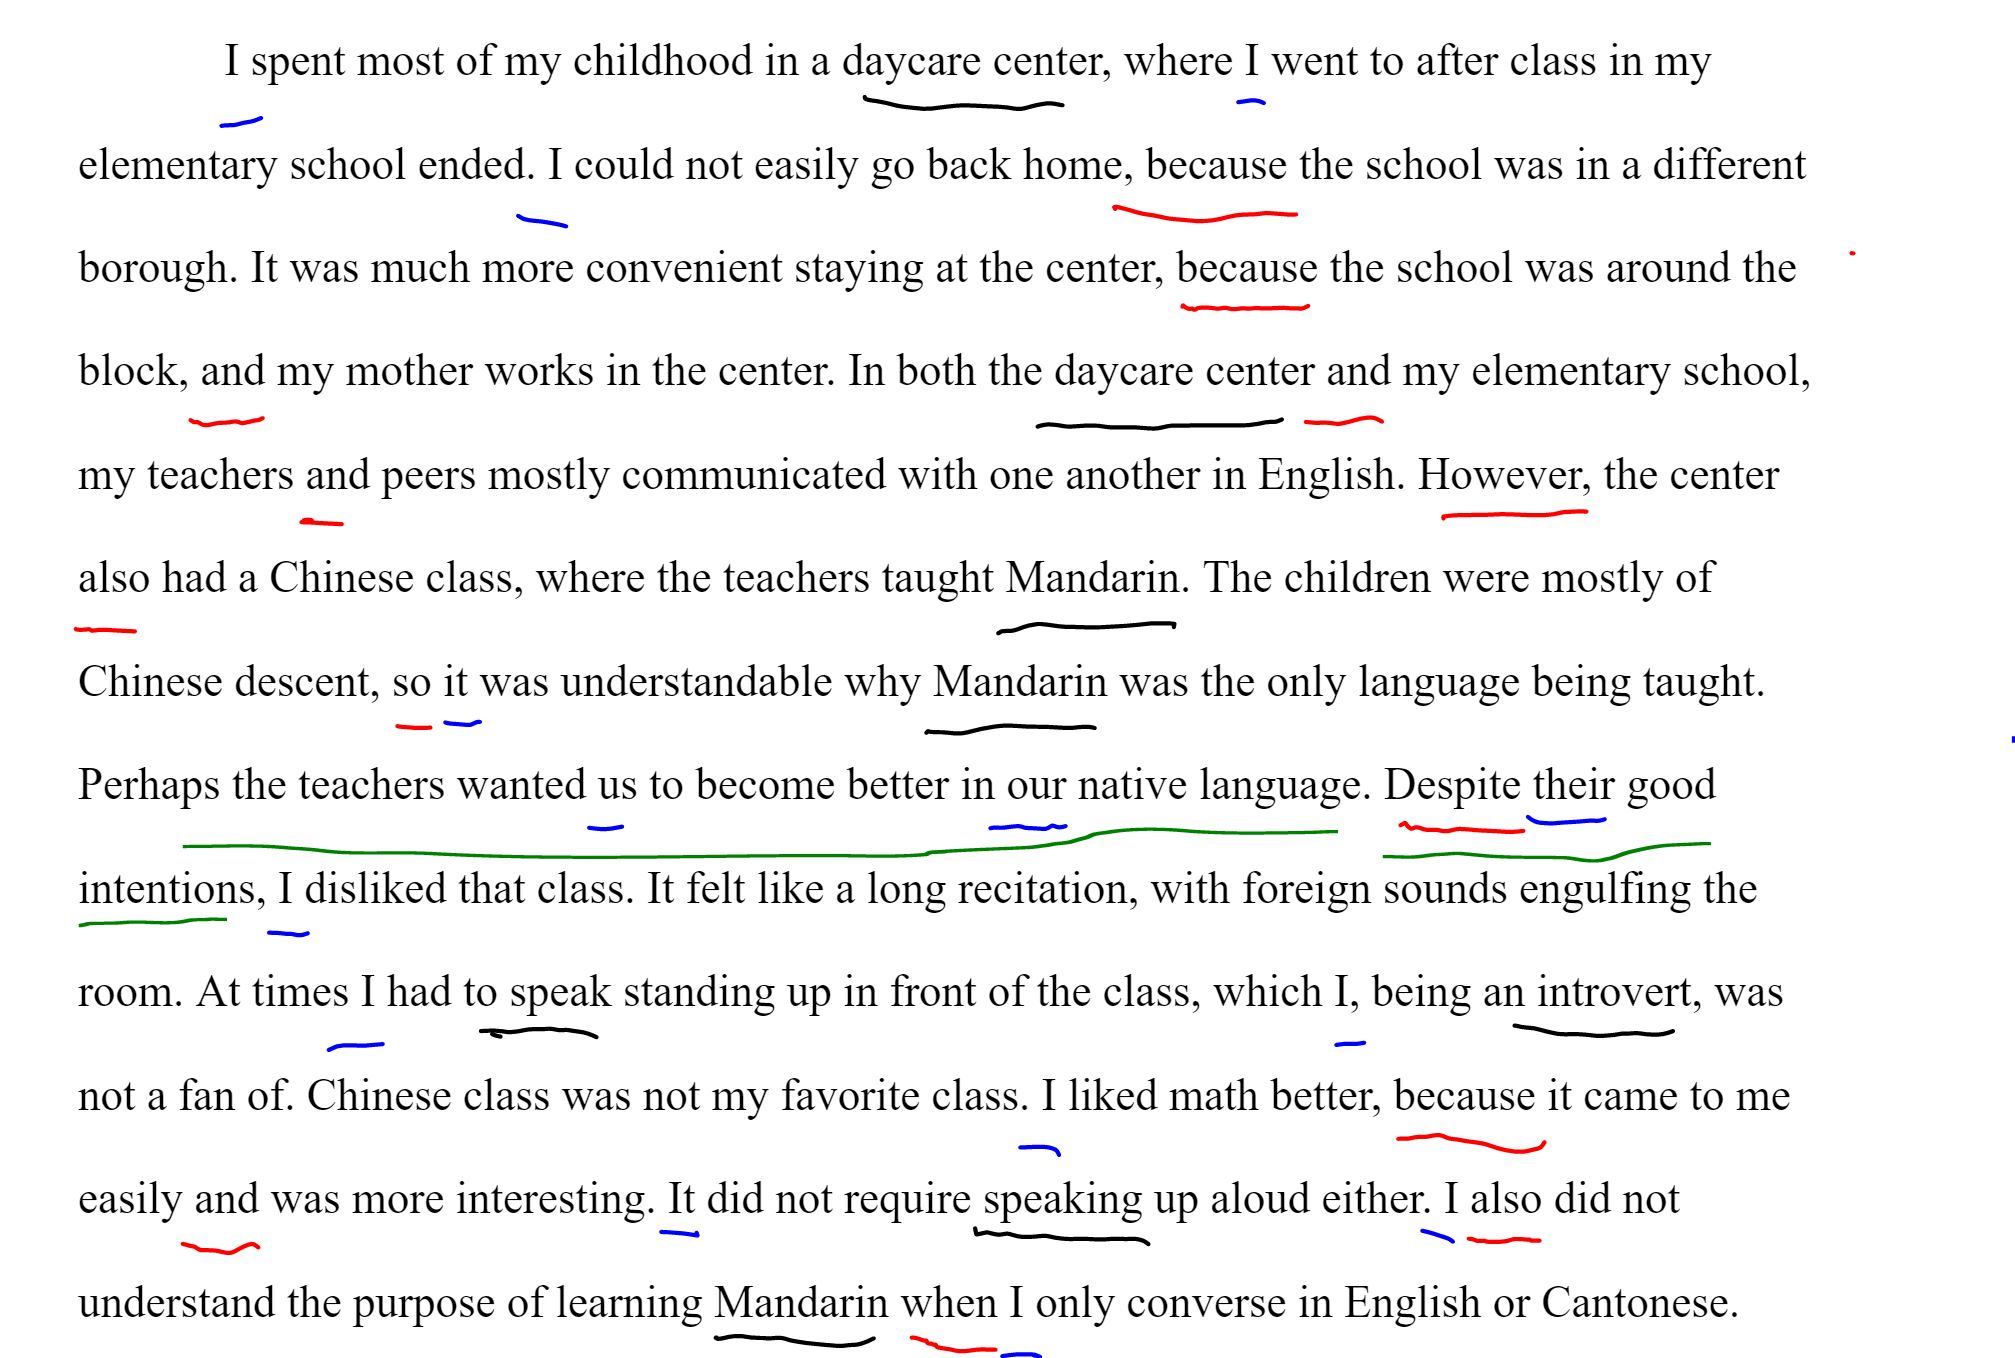 I spent most of my childhood in a daycare center, where I went to after class in my
elementary school ended. I could not easily go back home, because the school was in a different
borough. It was much more convenient staying at the center, because the school was around the
block, and my mother works in the center. In both the daycare center and my elementary school,
my teachers and peers mostly communicated with one another in English. However, the center
also had a Chinese class, where the teachers taught Mandarin. The children were mostly of
Chinese descent, so it was understandable why Mandarin was the only language being taught.
Perhaps the teachers wanted us to become better in our native language. Despite their good
intentions, I disliked that class. It felt like a long recitation, with foreign sounds engulfing the
room. At times I had to speak standing up in front of the class, which I, being an introvert, was
not a fan of. Chinese class was not my favorite class. I liked math better, because it came to me
easily and was more interesting. It did not require speaking up aloud either. I also did not
understand the purpose of learning Mandarin when I only converse in English or Cantonese.